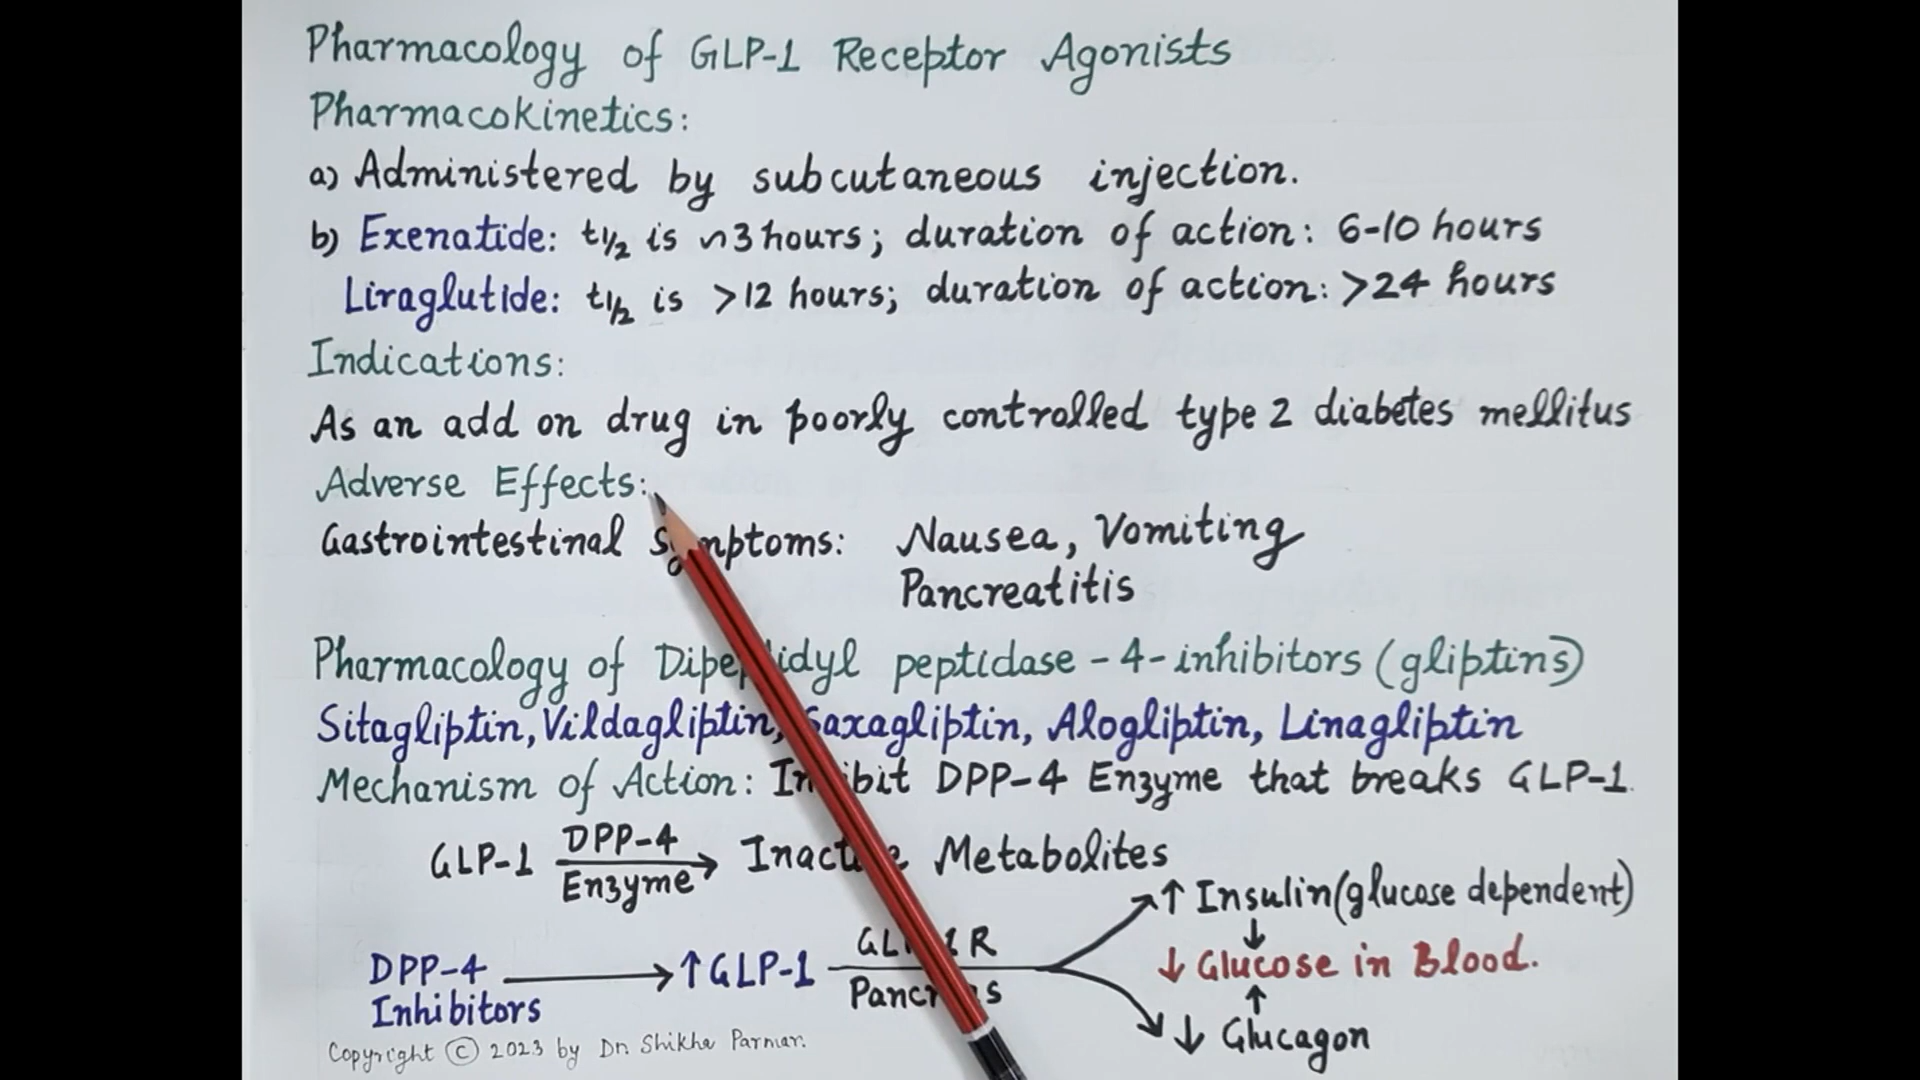 Pharmacology of GLP-1 Receptor Agonists
Pharmacokinetics:
a) Administered by subcutaneous injection.
b) Exenatide: t1/2 is ~3 hours; duration of action: 6-10 hours
Liraglutide: t1/2 is >12 hours; duration of action: >24 hours
Indications:
As an add on drug in poorly controlled type 2 diabetes mellitus
Adverse Effects:
Gastrointestinal Symptoms: Nausea, Vomiting
Pancreatitis
Pharmacology of Dipeptidyl peptidase-4-inhibitors (gliptins)
Sitagliptin, Vildagliptin, Saxagliptin, Alogliptin, Linagliptin
Mechanism of Action: Inhibit DPP-4 Enzyme that breaks GLP-1.
GLP-1 DPP-4 Enzyme → Inactive Metabolites
↑ Insulin (glucose dependent)
DPP-4 Inhibitors → ↑ GLP-1 GLP-1 R Pancreas
↓
↓ Glucose in Blood.
↑
↓ Glucagon
Copyright © 2023 by Dr. Shikha Parmar.